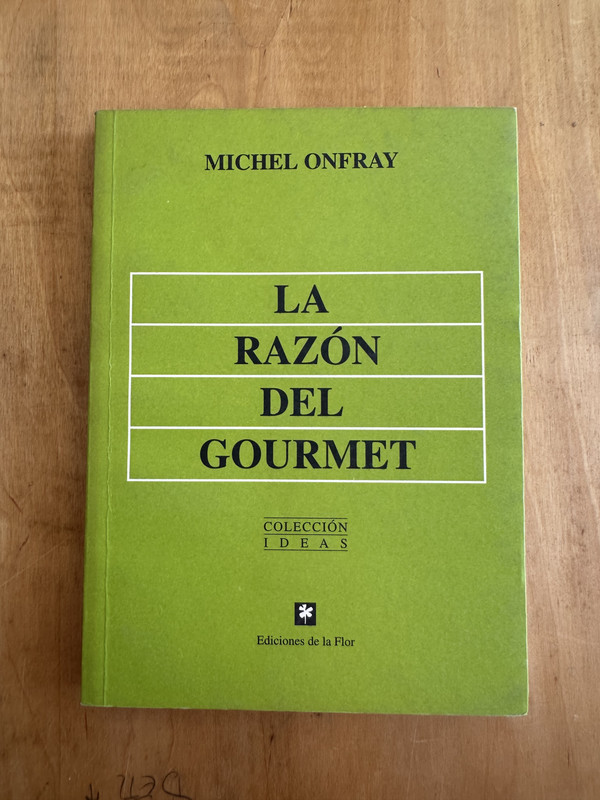 MICHEL ONFRAY
LA
RAZÓN
DEL
GOURMET
COLECCIÓN
IDEAS
Ediciones de la Flor